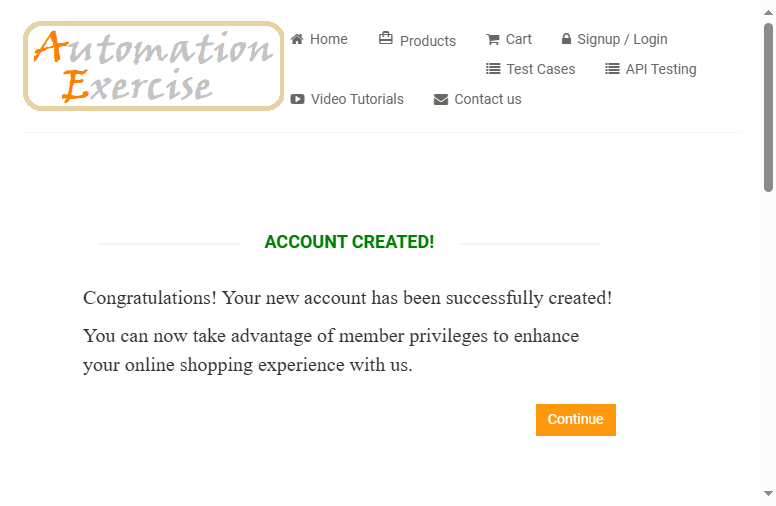 Automation
Exercise
Home
Products
Cart
Signup / Login
Test Cases
API Testing
Video Tutorials
Contact us
ACCOUNT CREATED!
Congratulations! Your new account has been successfully created!
You can now take advantage of member privileges to enhance
your online shopping experience with us.
Continue